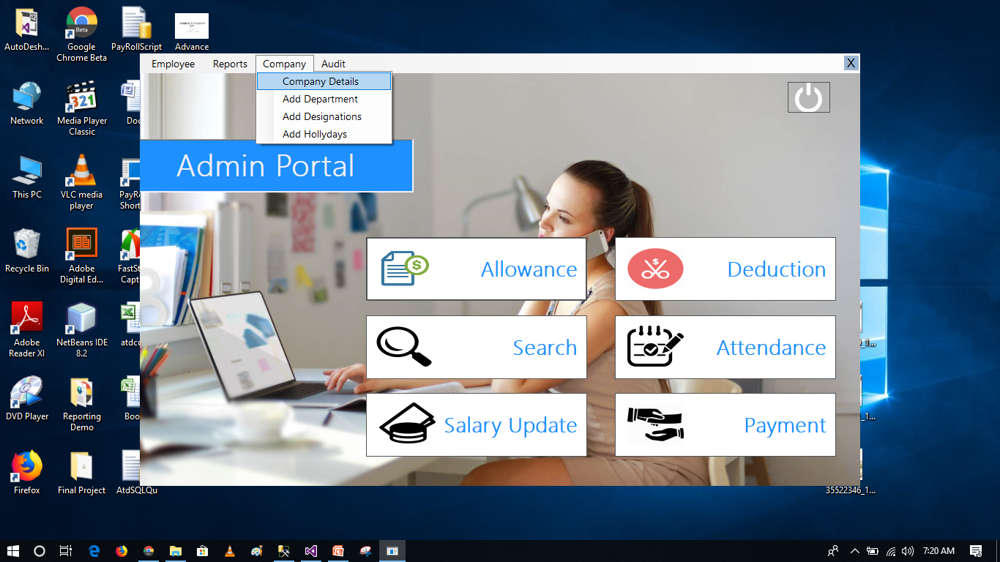 AutoDesh...
Google
Chrome Beta
PayRollScript
Advance
Network
Media Player
Classic
Doc
This PC
VLC media
player
PayRo
Short
Recycle Bin
Adobe
Digital Ed...
FastSt
Capt
Adobe
Reader XI
NetBeans IDE
8.2
atdco
DVD Player
Reporting
Demo
Boo
Firefox
Final Project
AtdSQLQu
Employee
Reports
Company
Audit
X
Company Details
Add Department
Add Designations
Add Hollydays
Admin Portal
Allowance
Deduction
Search
Attendance
Salary Update
Payment
35522346_1...
7:20 AM